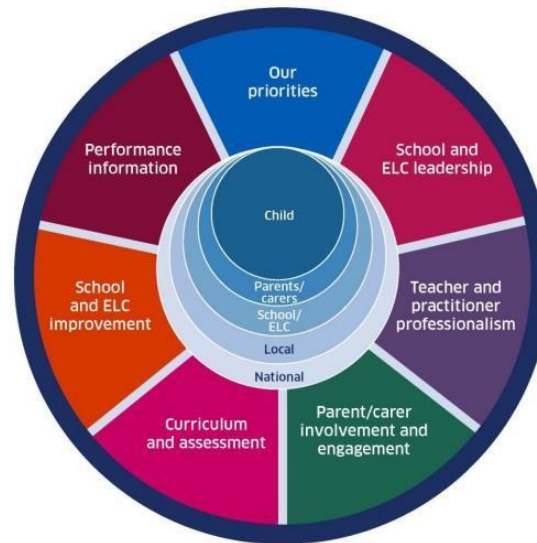 Our
priorities
School and
ELC leadership
Teacher and
practitioner
professionalism
Parent/carer
involvement and
engagement
Curriculum
and assessment
School
and ELC
improvement
Performance
information
Child
Parents/
carers
School/
ELC
Local
National